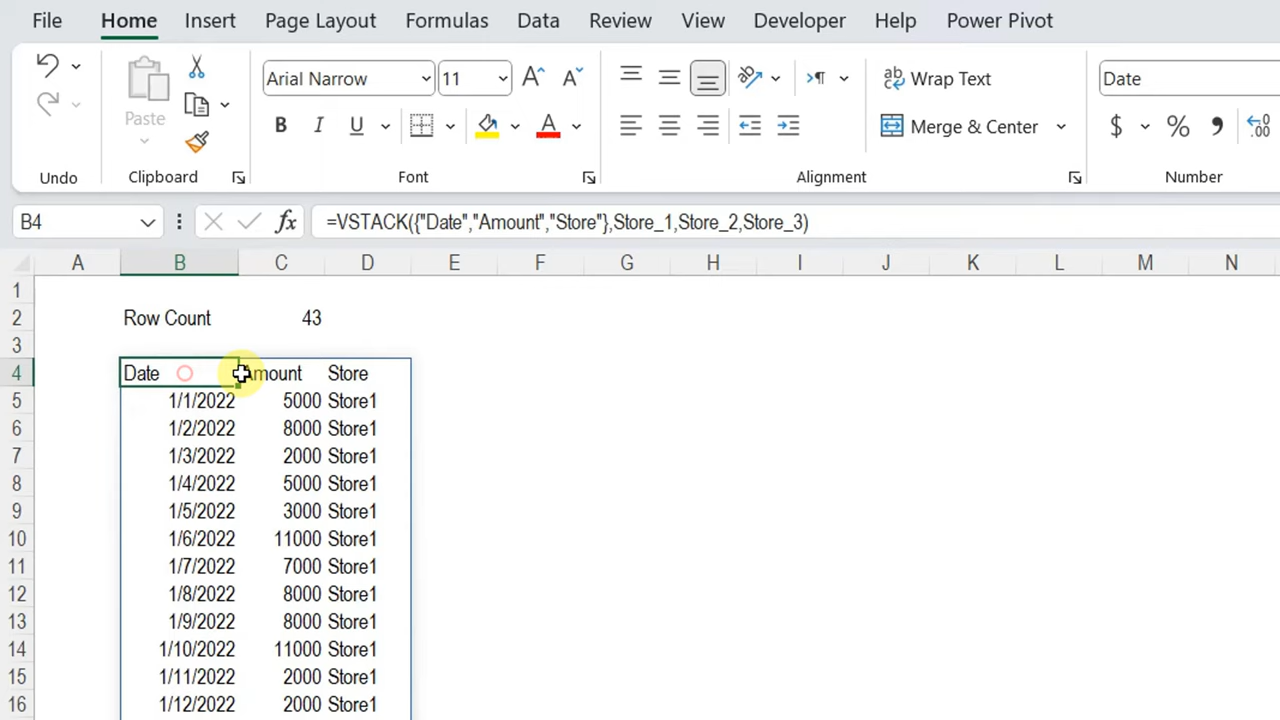 File Home Insert Page Layout Formulas Data Review View Developer Help Power Pivot
Arial Narrow 11 A A ab Wrap Text Date
Paste B I U A Merge & Center $ % , .00
Undo Clipboard Font Alignment Number
B4 fx =VSTACK({"Date","Amount","Store"},Store_1,Store_2,Store_3)
A B C D E F G H I J K L M N
1
2 Row Count 43
3
4 Date Amount Store
5 1/1/2022 5000 Store1
6 1/2/2022 8000 Store1
7 1/3/2022 2000 Store1
8 1/4/2022 5000 Store1
9 1/5/2022 3000 Store1
10 1/6/2022 11000 Store1
11 1/7/2022 7000 Store1
12 1/8/2022 8000 Store1
13 1/9/2022 8000 Store1
14 1/10/2022 11000 Store1
15 1/11/2022 2000 Store1
16 1/12/2022 2000 Store1